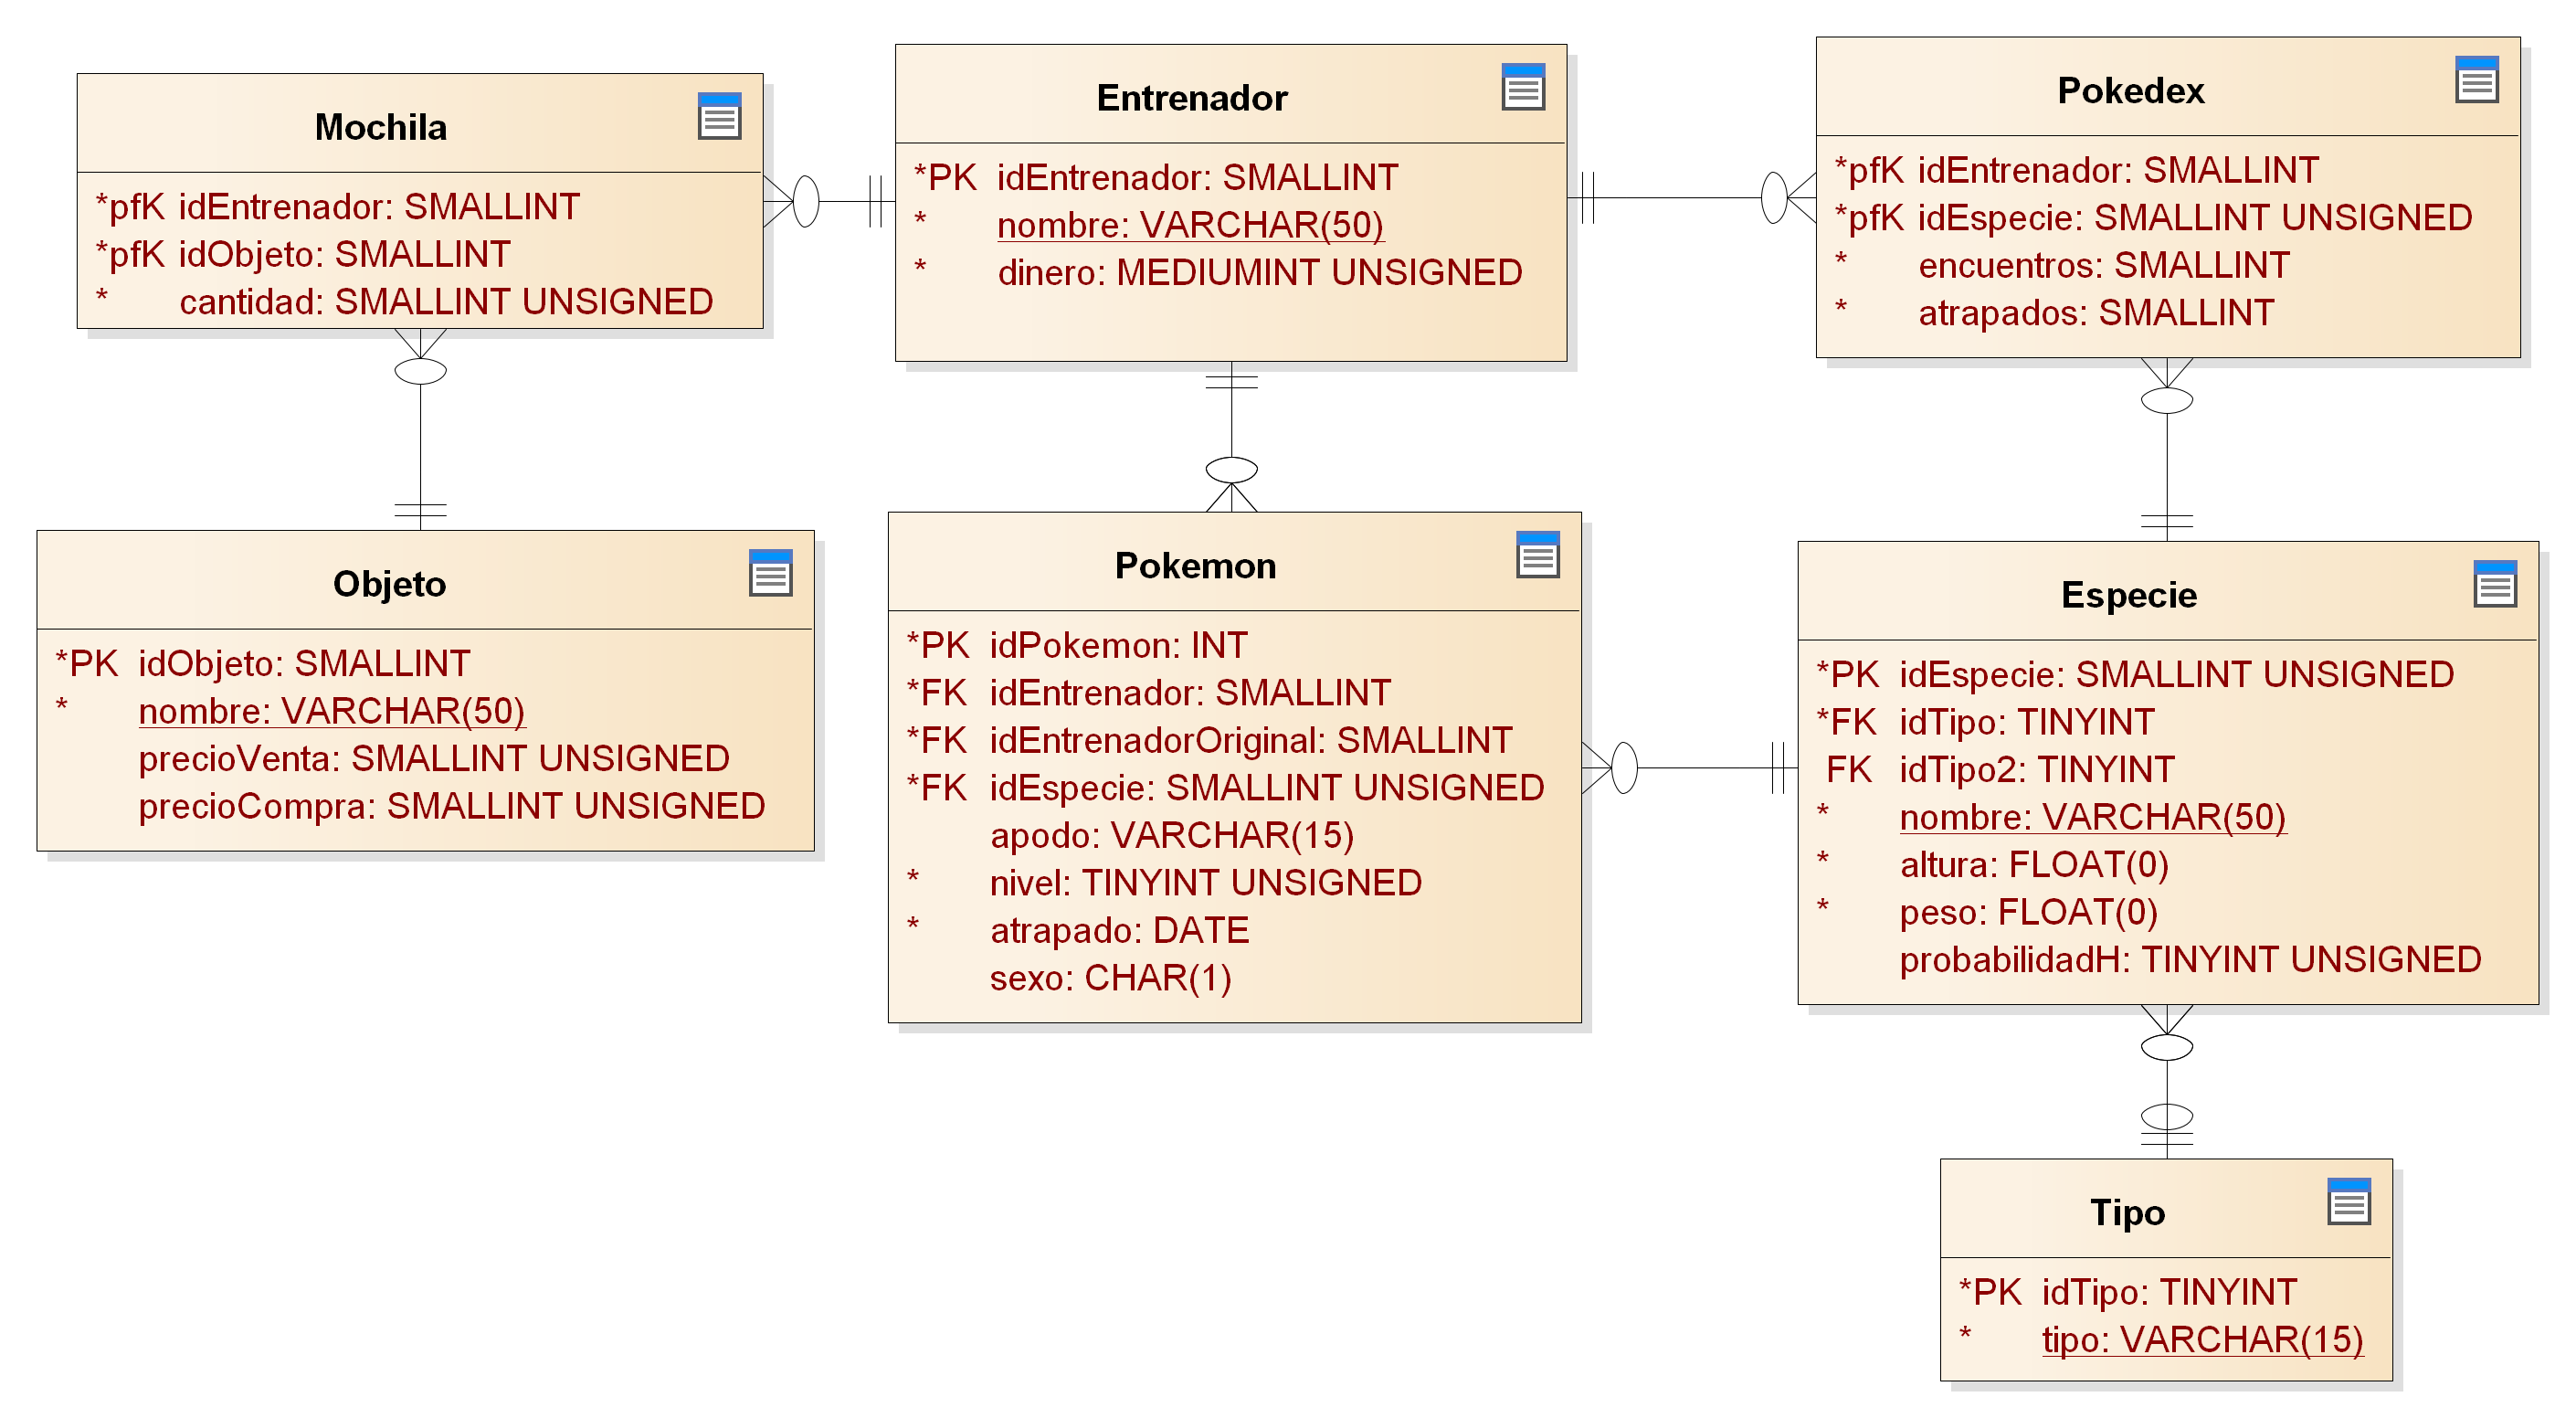 Mochila
*pfK idEntrenador: SMALLINT
*pfK idObjeto: SMALLINT
* cantidad: SMALLINT UNSIGNED
Entrenador
*PK idEntrenador: SMALLINT
* nombre: VARCHAR(50)
* dinero: MEDIUMINT UNSIGNED
Pokedex
*pfK idEntrenador: SMALLINT
*pfK idEspecie: SMALLINT UNSIGNED
* encuentros: SMALLINT
* atrapados: SMALLINT
Objeto
*PK idObjeto: SMALLINT
* nombre: VARCHAR(50)
precioVenta: SMALLINT UNSIGNED
precioCompra: SMALLINT UNSIGNED
Pokemon
*PK idPokemon: INT
*FK idEntrenador: SMALLINT
*FK idEntrenadorOriginal: SMALLINT
*FK idEspecie: SMALLINT UNSIGNED
apodo: VARCHAR(15)
* nivel: TINYINT UNSIGNED
* atrapado: DATE
sexo: CHAR(1)
Especie
*PK idEspecie: SMALLINT UNSIGNED
*FK idTipo: TINYINT
FK idTipo2: TINYINT
* nombre: VARCHAR(50)
* altura: FLOAT(0)
* peso: FLOAT(0)
probabilidadH: TINYINT UNSIGNED
Tipo
*PK idTipo: TINYINT
* tipo: VARCHAR(15)